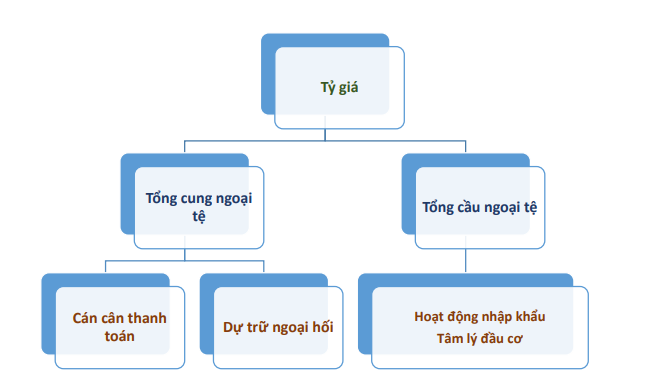 Tỷ giá
Tổng cung ngoại
tệ
Tổng cầu ngoại tệ
Cán cân thanh
toán
Dự trữ ngoại hối
Hoạt động nhập khẩu
Tâm lý đầu cơ